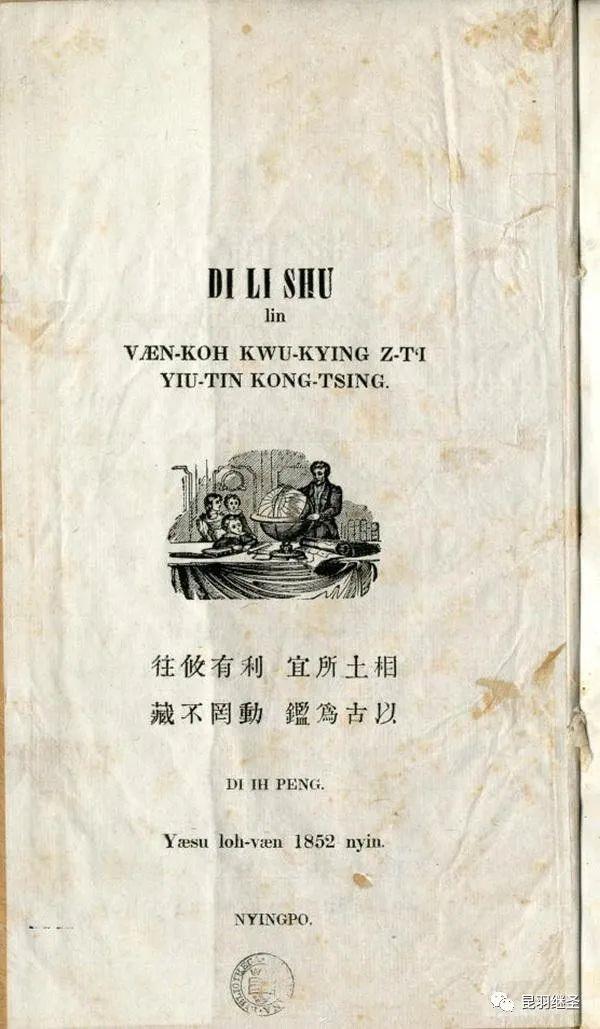 DI LI SHU
lin
VÆN-KOH KWU-KYING Z-T‘I
YIU-TIN KONG-TSING.
相土所宜 利有攸往
以古爲鑑 動罔不藏
DI IH PENG.
Yæsu loh-væn 1852 nyin.
NYINGPO.
昆羽继圣